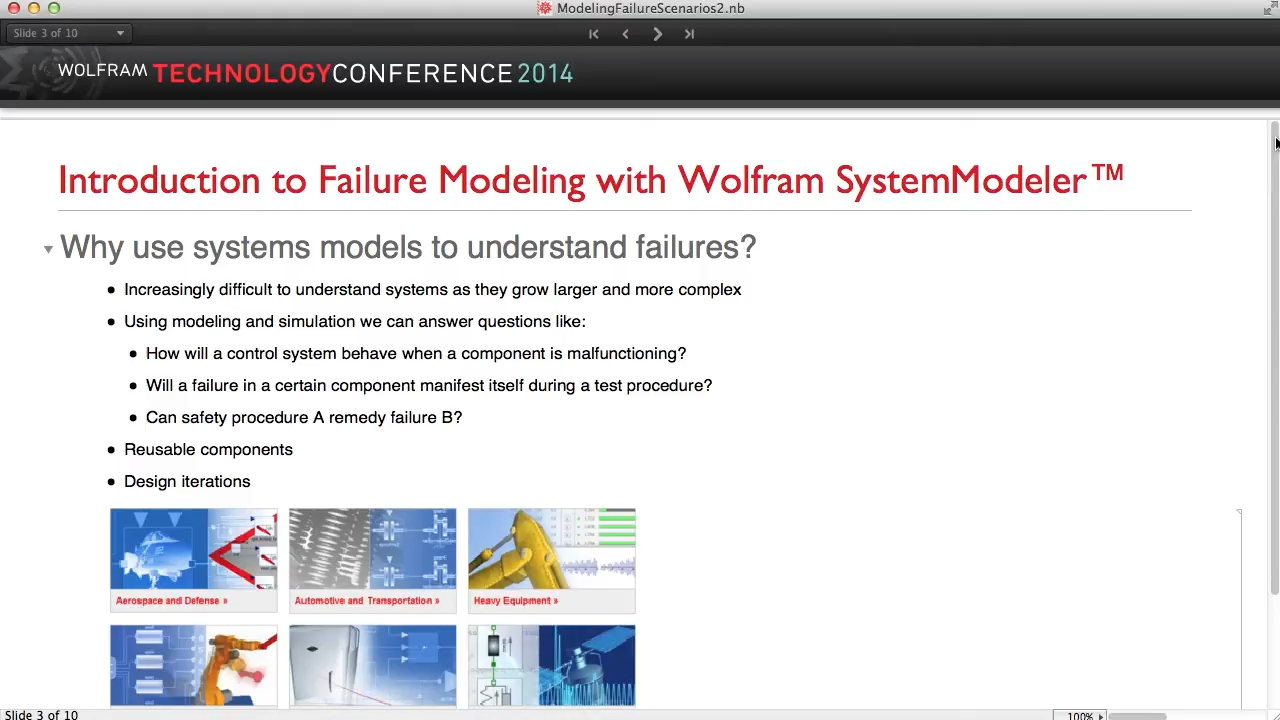 ModelingFailureScenarios2.nb
Slide 3 of 10
WOLFRAM TECHNOLOGYCONFERENCE 2014
Introduction to Failure Modeling with Wolfram SystemModeler™
Why use systems models to understand failures?
Increasingly difficult to understand systems as they grow larger and more complex
Using modeling and simulation we can answer questions like:
How will a control system behave when a component is malfunctioning?
Will a failure in a certain component manifest itself during a test procedure?
Can safety procedure A remedy failure B?
Reusable components
Design iterations
Aerospace and Defense »
Automotive and Transportation »
Heavy Equipment »
Slide 3 of 10
100%